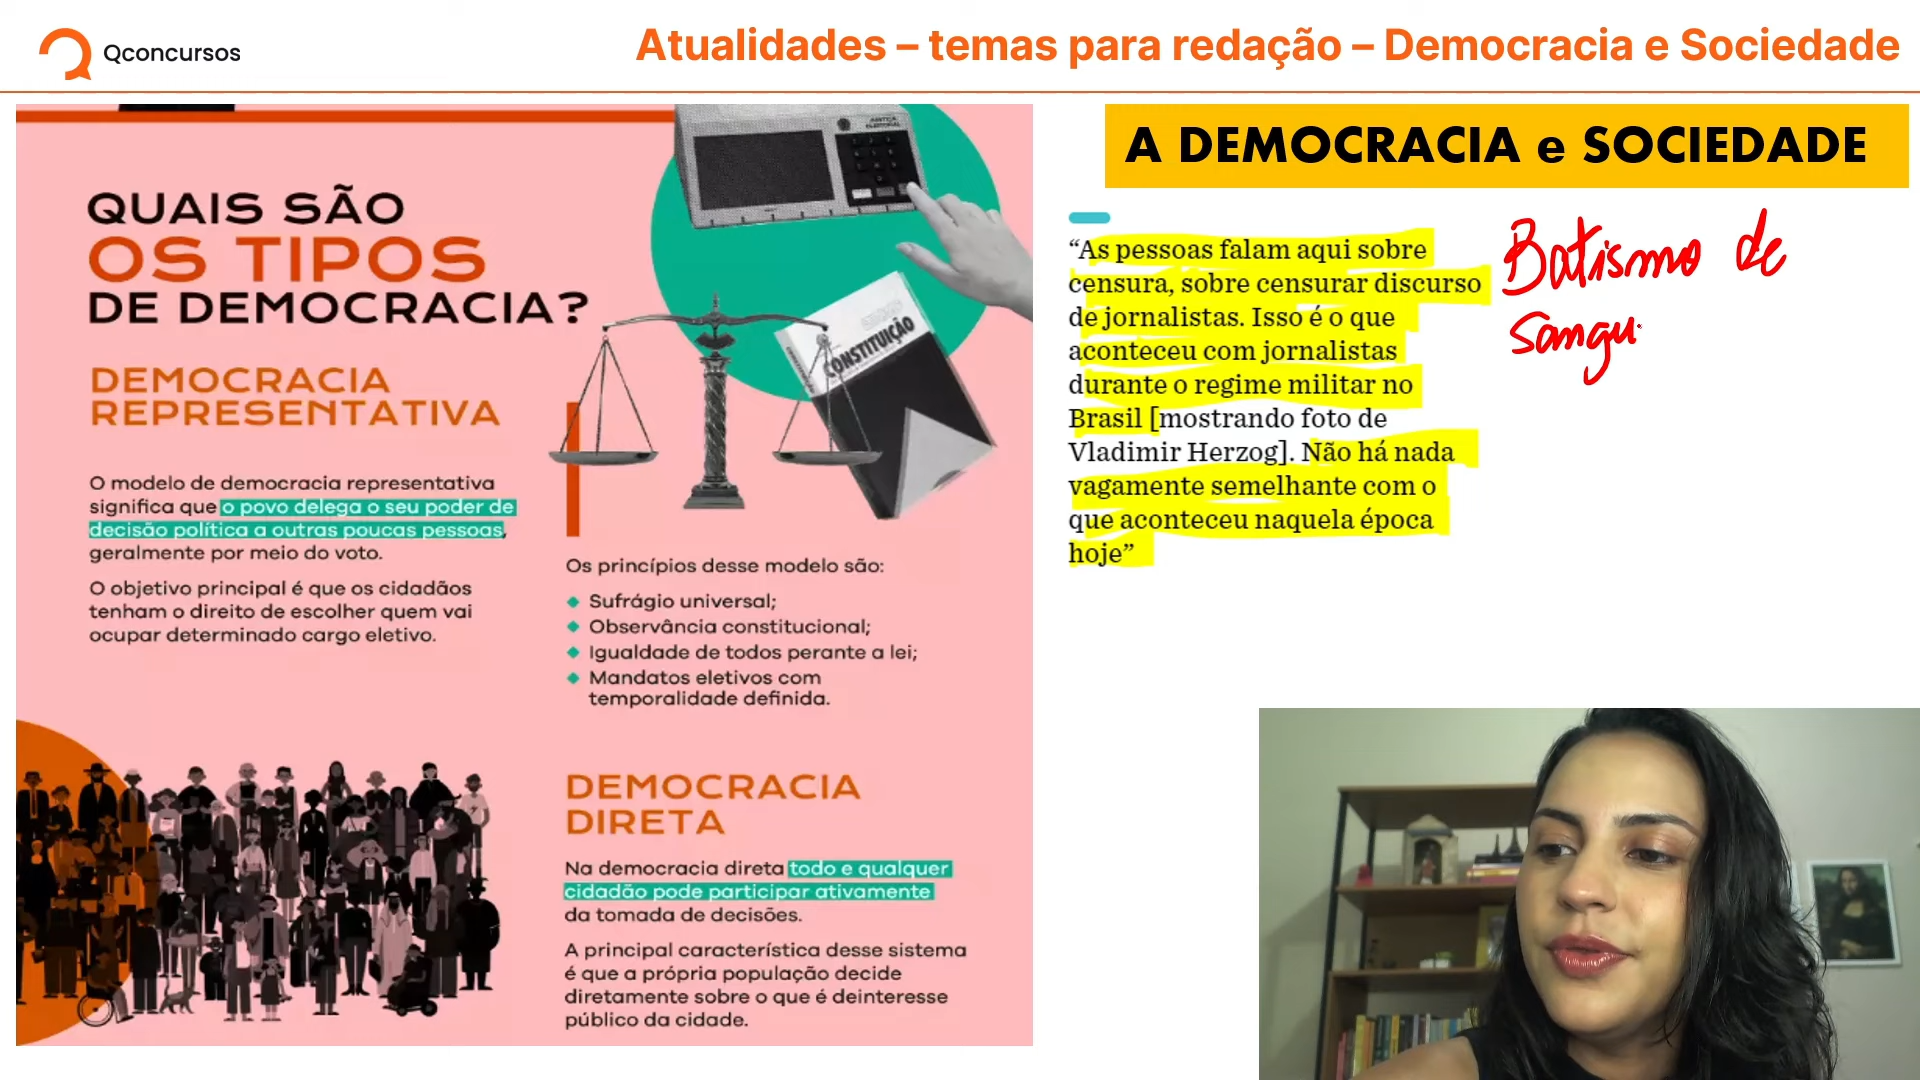 Qconcursos
Atualidades – temas para redação – Democracia e Sociedade
QUAIS SÃO
OS TIPOS
DE DEMOCRACIA?
DEMOCRACIA
REPRESENTATIVA
O modelo de democracia representativa
significa que o povo delega o seu poder de
decisão política a outras poucas pessoas,
geralmente por meio do voto.
O objetivo principal é que os cidadãos
tenham o direito de escolher quem vai
ocupar determinado cargo eletivo.
JUSTIÇA
ELEITORAL
CONSTITUIÇÃO
Os princípios desse modelo são:
Sufrágio universal;
Observância constitucional;
Igualdade de todos perante a lei;
Mandatos eletivos com
temporalidade definida.
DEMOCRACIA
DIRETA
Na democracia direta todo e qualquer
cidadão pode participar ativamente
da tomada de decisões.
A principal característica desse sistema
é que a própria população decide
diretamente sobre o que é deinteresse
público da cidade.
A DEMOCRACIA e SOCIEDADE
“As pessoas falam aqui sobre
censura, sobre censurar discurso
de jornalistas. Isso é o que
aconteceu com jornalistas
durante o regime militar no
Brasil [mostrando foto de
Vladimir Herzog]. Não há nada
vagamente semelhante com o
que aconteceu naquela época
hoje”
Batismo de
sangu